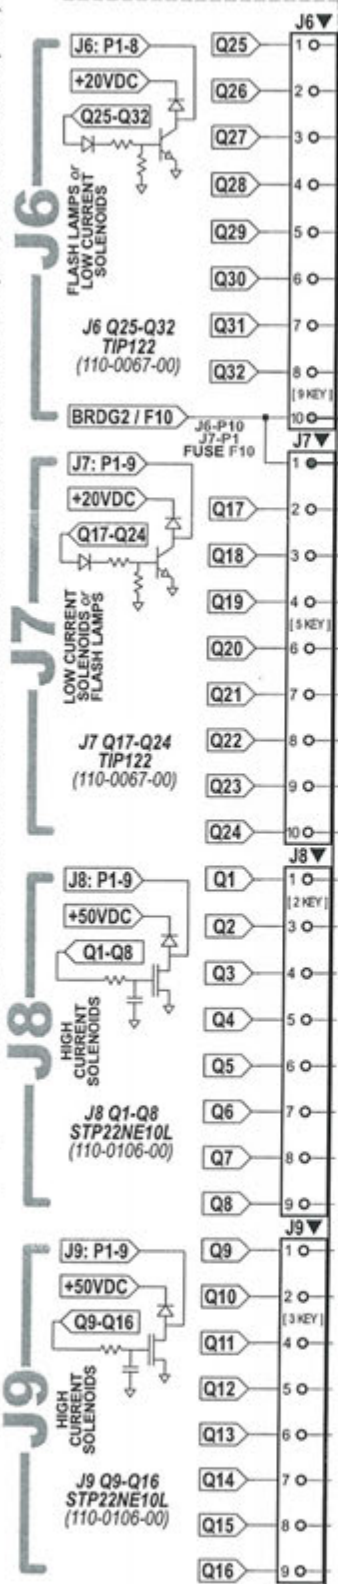 J6▼
J6: P1-8
Q25
1
+20VDC
Q26
2
Q25-Q32
Q27
3
Q28
4
J6
FLASH LAMPS or
LOW CURRENT
SOLENOIDS
Q29
5
Q30
6
J6 Q25-Q32
TIP122
(110-0067-00)
Q31
7
Q32
8
[ 9 KEY ]
BRDG2 / F10
J6-P10
J7-P1
FUSE F10
10
J7▼
J7: P1-9
1
+20VDC
Q17
2
Q17-Q24
Q18
3
Q19
4
[ 5 KEY ]
J7
LOW CURRENT
SOLENOIDS or
FLASH LAMPS
Q20
6
Q21
7
J7 Q17-Q24
TIP122
(110-0067-00)
Q22
8
Q23
9
Q24
10
J8▼
J8: P1-9
Q1
1
[ 2 KEY ]
+50VDC
Q2
3
Q1-Q8
Q3
4
Q4
5
J8
HIGH
CURRENT
SOLENOIDS
Q5
6
J8 Q1-Q8
STP22NE10L
(110-0106-00)
Q6
7
Q7
8
Q8
9
J9▼
J9: P1-9
Q9
1
+50VDC
Q10
2
[ 3 KEY ]
Q9-Q16
Q11
4
Q12
5
J9
HIGH
CURRENT
SOLENOIDS
Q13
6
J9 Q9-Q16
STP22NE10L
(110-0106-00)
Q14
7
Q15
8
Q16
9